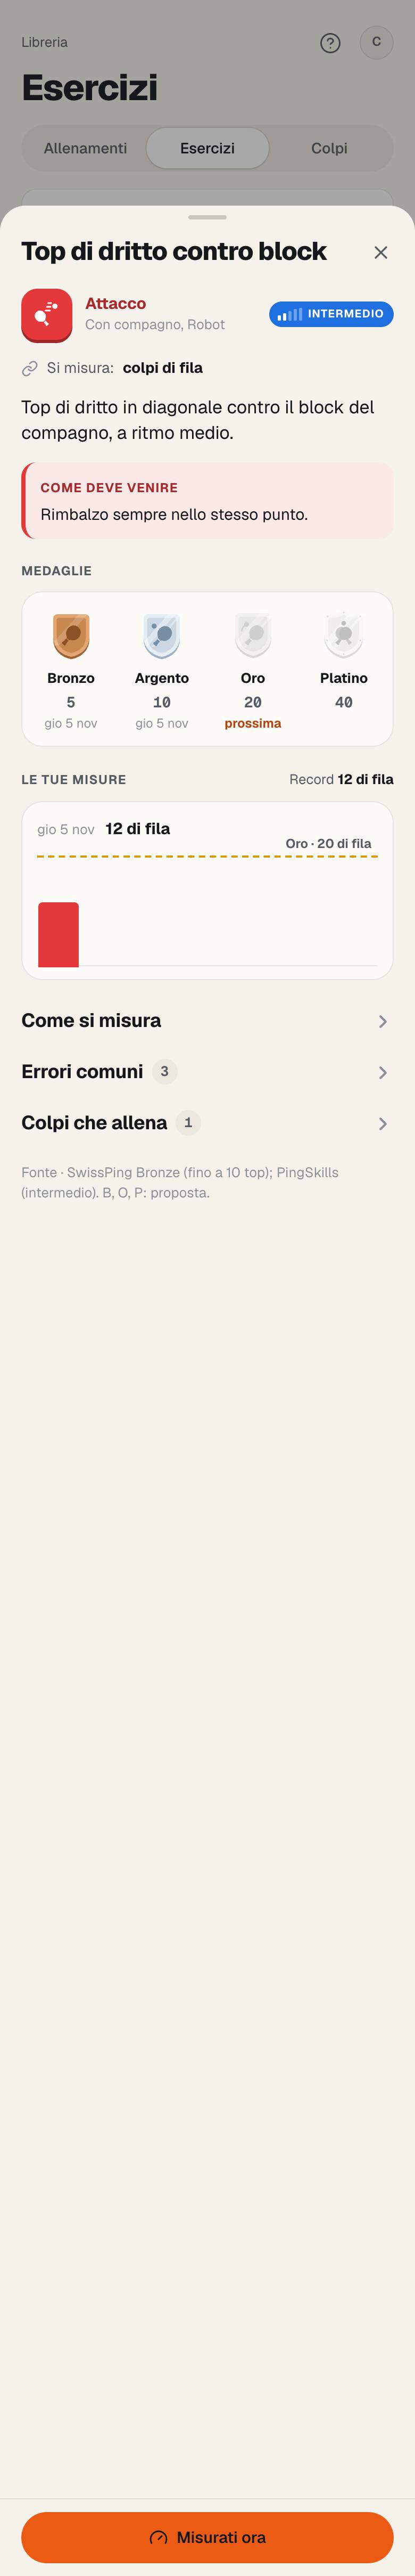 Libreria
C
Esercizi
Allenamenti
Esercizi
Colpi
Top di dritto contro block
Attacco
Con compagno, Robot
INTERMEDIO
Si misura: colpi di fila
Top di dritto in diagonale contro il block del
compagno, a ritmo medio.
COME DEVE VENIRE
Rimbalzo sempre nello stesso punto.
MEDAGLIE
Bronzo
5
gio 5 nov
Argento
10
gio 5 nov
Oro
20
prossima
Platino
40
LE TUE MISURE
Record 12 di fila
gio 5 nov 12 di fila
Oro · 20 di fila
Come si misura
Errori comuni 3
Colpi che allena 1
Fonte · SwissPing Bronze (fino a 10 top); PingSkills
(intermedio). B, O, P: proposta.
Misurati ora